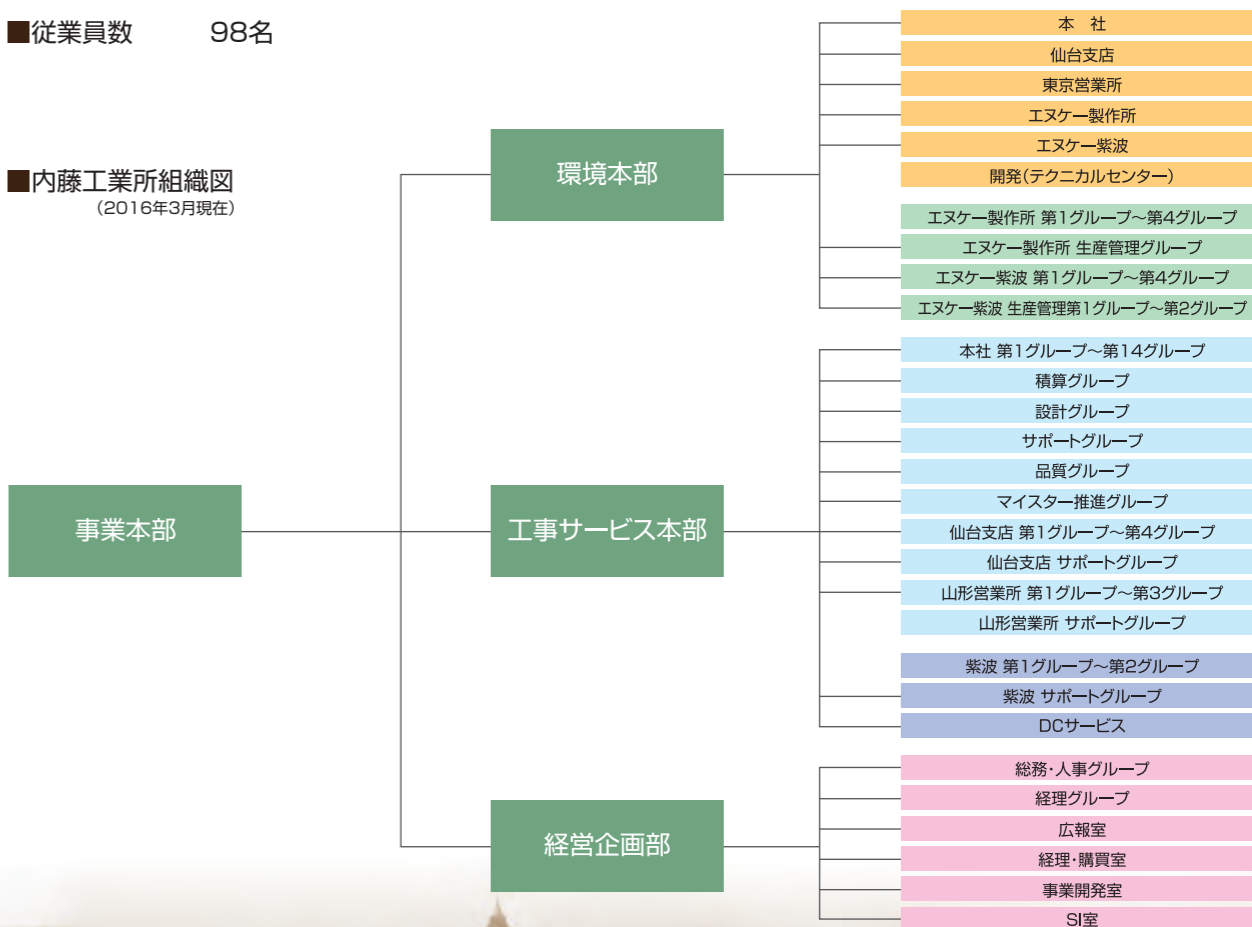 ■従業員数 98名
■内藤工業所組織図
(2016年3月現在)
事業本部
環境本部
本 社
仙台支店
東京営業所
エヌケー製作所
エヌケー紫波
開発(テクニカルセンター)
エヌケー製作所 第1グループ～第4グループ
エヌケー製作所 生産管理グループ
エヌケー紫波 第1グループ～第4グループ
エヌケー紫波 生産管理第1グループ～第2グループ
工事サービス本部
本社 第1グループ～第14グループ
積算グループ
設計グループ
サポートグループ
品質グループ
マイスター推進グループ
仙台支店 第1グループ～第4グループ
仙台支店 サポートグループ
山形営業所 第1グループ～第3グループ
山形営業所 サポートグループ
紫波 第1グループ～第2グループ
紫波 サポートグループ
DCサービス
経営企画部
総務・人事グループ
経理グループ
広報室
経理・購買室
事業開発室
SI室